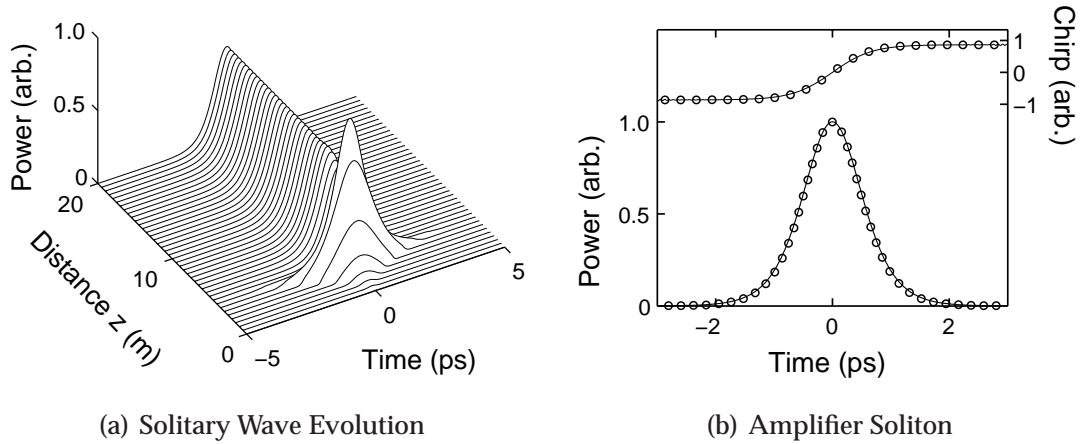 Power (arb.)
1.0
0.5
0
20
10
0
Distance z (m)
−5
0
5
Time (ps)
(a) Solitary Wave Evolution
Power (arb.)
1.0
0.5
0
−2
0
2
Time (ps)
1
0
−1
Chirp (arb.)
(b) Amplifier Soliton